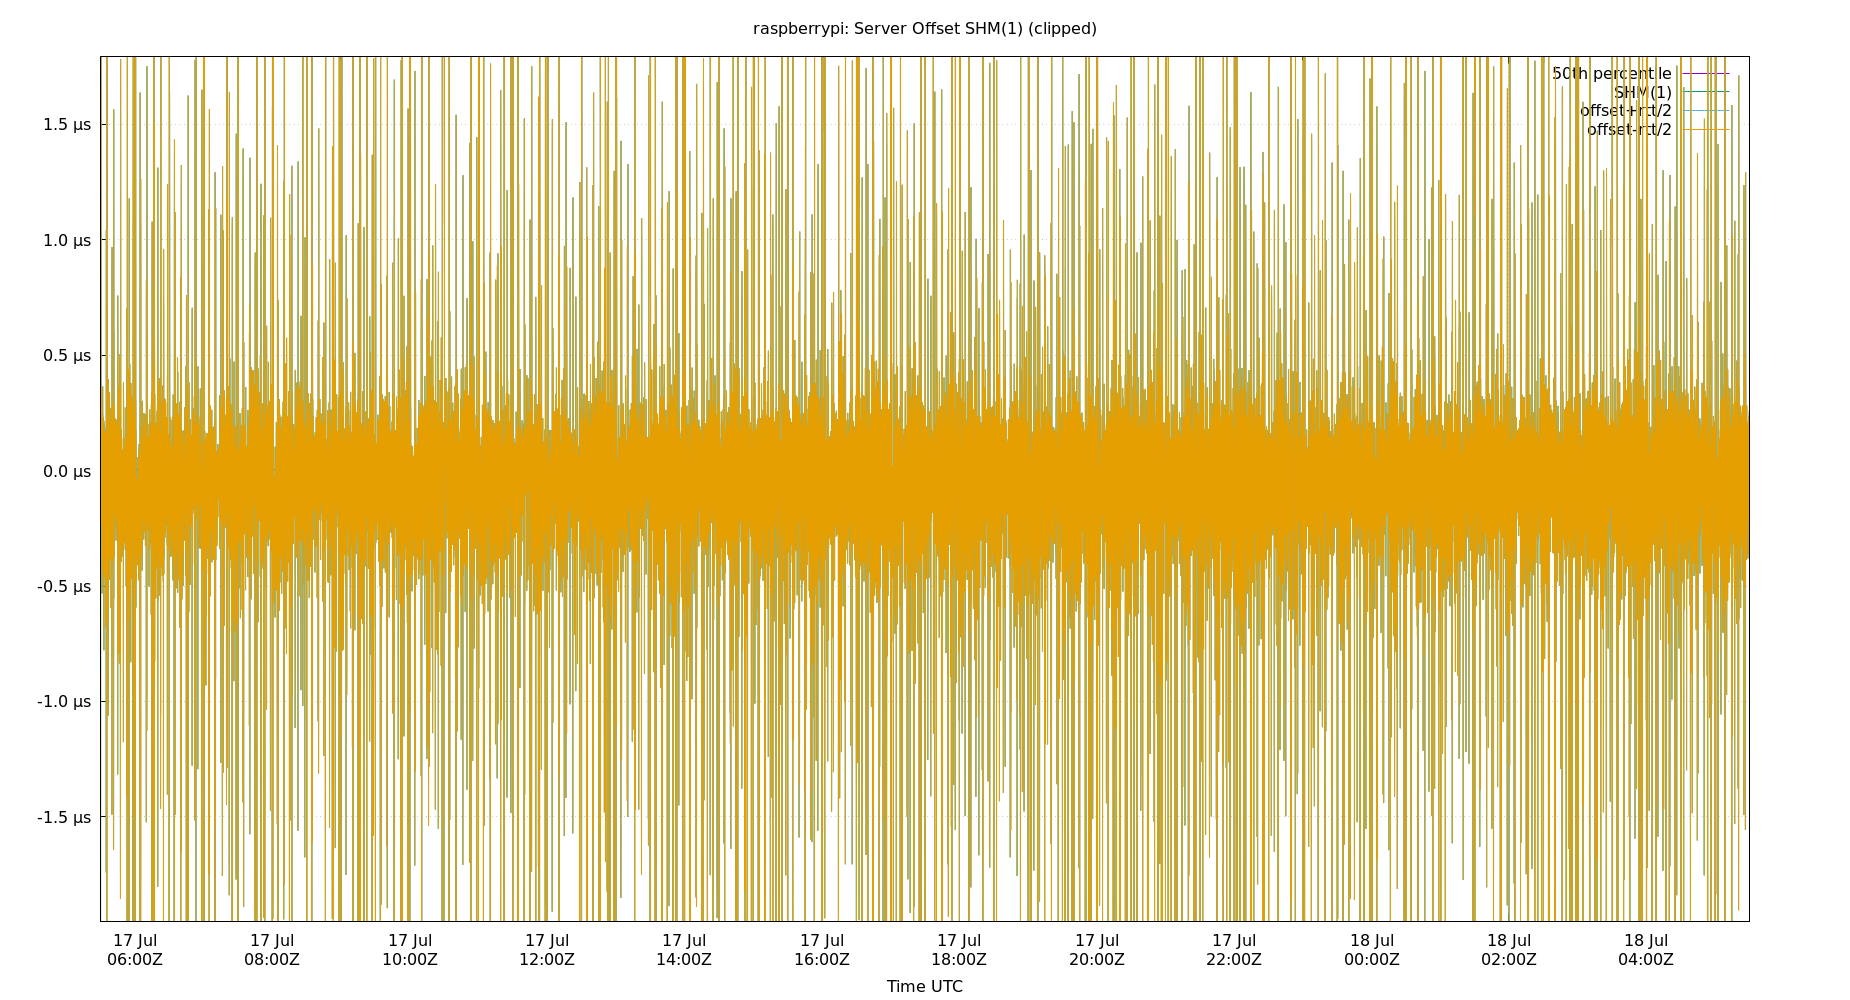 raspberrypi: Server Offset SHM(1) (clipped)
50th percentile
SHM(1)
offset+rtt/2
offset-rtt/2
1.5 µs
1.0 µs
0.5 µs
0.0 µs
-0.5 µs
-1.0 µs
-1.5 µs
17 Jul 17 Jul 17 Jul 17 Jul 17 Jul 17 Jul 17 Jul 17 Jul 17 Jul 18 Jul 18 Jul 18 Jul
06:00Z 08:00Z 10:00Z 12:00Z 14:00Z 16:00Z 18:00Z 20:00Z 22:00Z 00:00Z 02:00Z 04:00Z
Time UTC